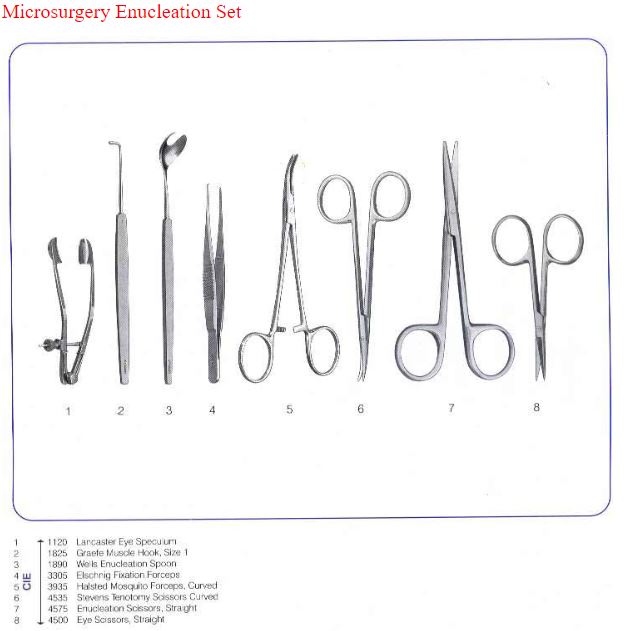 Microsurgery Enucleation Set
1 2 3 4 5 6 7 8
CIE
1 1120 Lancaster Eye Speculum
2 1825 Graefe Muscle Hook, Size 1
3 1890 Wells Enucleation Spoon
4 3305 Elschnig Fixation Forceps
5 3935 Halsted Mosquito Forceps, Curved
6 4535 Stevens Tenotomy Scissors Curved
7 4575 Enucleation Scissors, Straight
8 4500 Eye Scissors, Straight